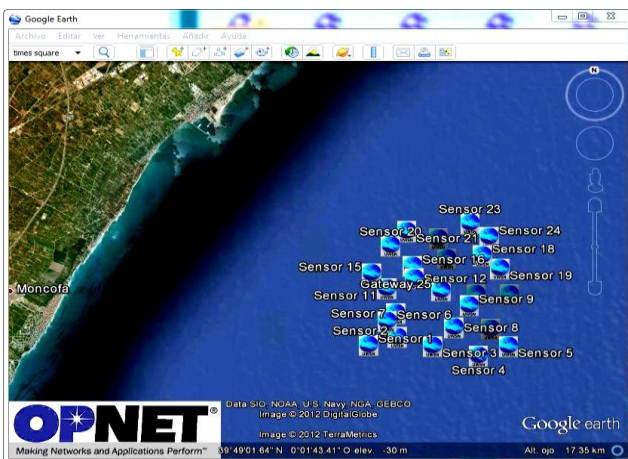 Google Earth
Archivo Editar Ver Herramientas Añadir Ayuda
times square
N
Sensor 23
Sensor 20
Sensor 21
Sensor 24
Sensor 18
Sensor 16
Sensor 15
Sensor 12
Sensor 19
Gateway 25
Moncofa
Sensor 11
Sensor 9
Sensor 7
Sensor 6
Sensor 2
Sensor 8
Sensor 1
Sensor 3
Sensor 5
Sensor 4
Data SIO, NOAA, U.S. Navy, NGA, GEBCO
Image © 2012 DigitalGlobe
Image © 2012 TerraMetrics
Google earth
OPNET®
Making Networks and Applications Perform™
39°49'01.64" N 0°01'43.41" O elev. -30 m
Alt. ojo 17.35 km